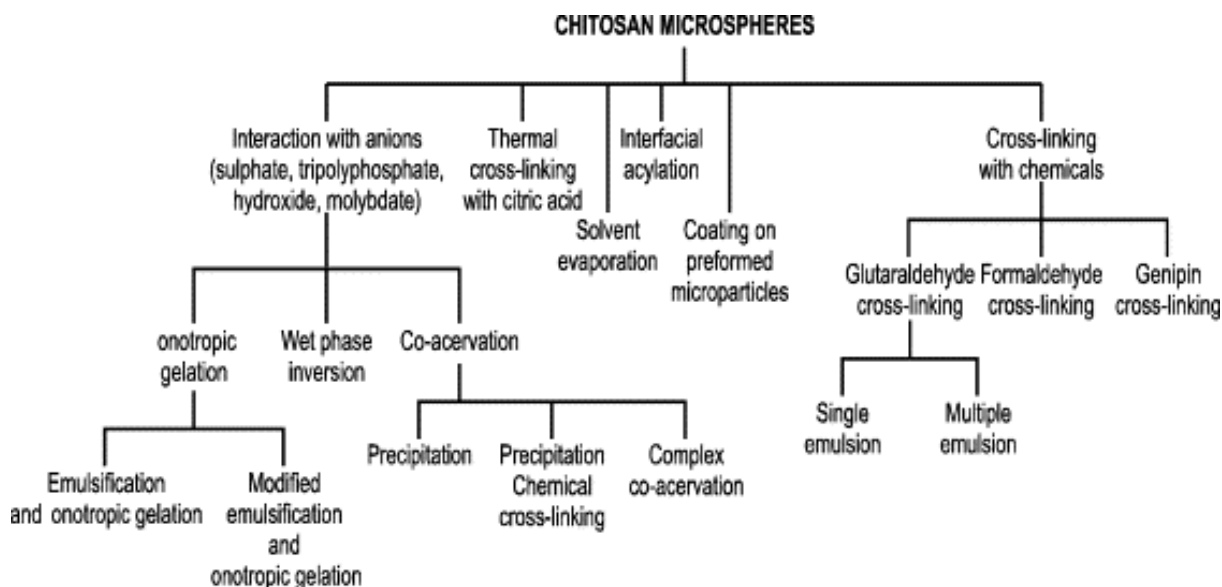 CHITOSAN MICROSPHERES
Interaction with anions
(sulphate, tripolyphosphate,
hydroxide, molybdate)
Thermal
cross-linking
with citric acid
Solvent
evaporation
Interfacial
acylation
Coating on
preformed
microparticles
Cross-linking
with chemicals
onotropic
gelation
Wet phase
inversion
Co-acervation
Glutaraldehyde
cross-linking
Formaldehyde
cross-linking
Genipin
cross-linking
Emulsification
and onotropic gelation
Modified
emulsification
and
onotropic gelation
Precipitation
Precipitation
Chemical
cross-linking
Complex
co-acervation
Single
emulsion
Multiple
emulsion